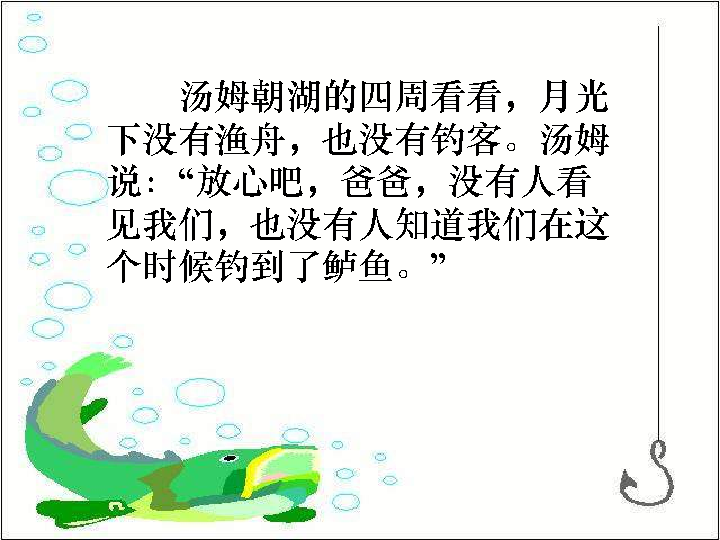 汤姆朝湖的四周看看，月光
下没有渔舟，也没有钓客。汤姆
说：“放心吧，爸爸，没有人看
见我们，也没有人知道我们在这
个时候钓到了鲈鱼。”